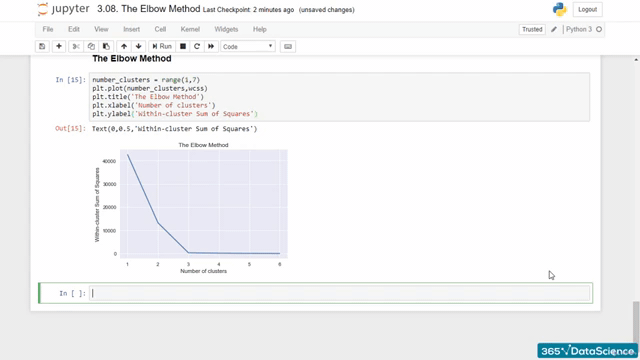 jupyter 3.08. The Elbow Method Last Checkpoint: 2 minutes ago (unsaved changes)
Logout
File Edit View Insert Cell Kernel Widgets Help
Trusted
Python 3
Run
Code
The Elbow Method
In [15]:
number_clusters = range(1,7)
plt.plot(number_clusters,wcss)
plt.title('The Elbow Method')
plt.xlabel('Number of clusters')
plt.ylabel('Within-cluster Sum of Squares')
Out[15]:
Text(0,0.5,'Within-cluster Sum of Squares')
The Elbow Method
Within-cluster Sum of Squares
40000
30000
20000
10000
0
1 2 3 4 5 6
Number of clusters
In [ ]:
365 DataScience